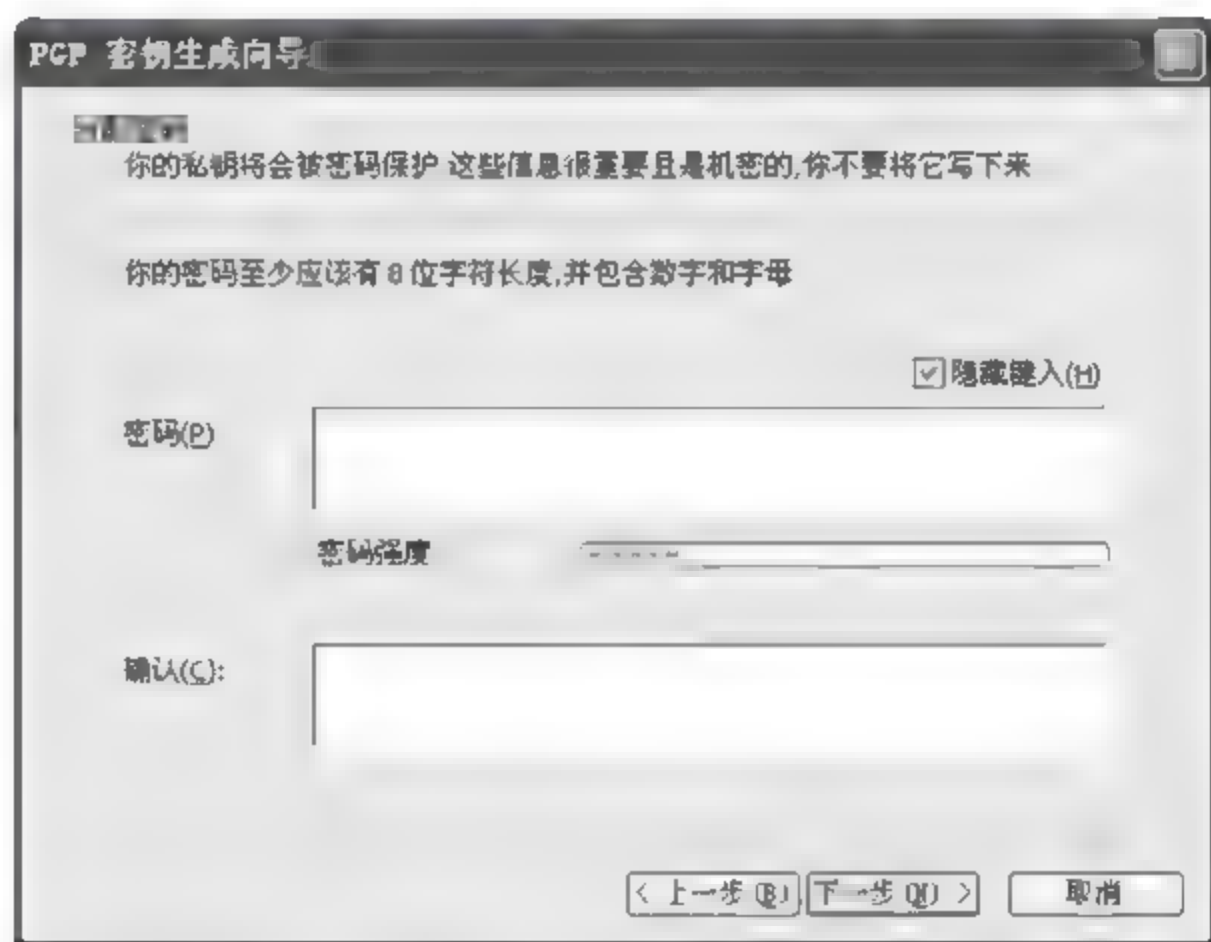 PGP 密钥生成向导
你的私钥将会被密码保护 这些信息很重要且是机密的,你不要将它写下来
你的密码至少应该有 8 位字符长度,并包含数字和字母
隐藏键入(H)
密码(P)
密码强度
确认(C):
< 上一步(B) 下一步(N) > 取消